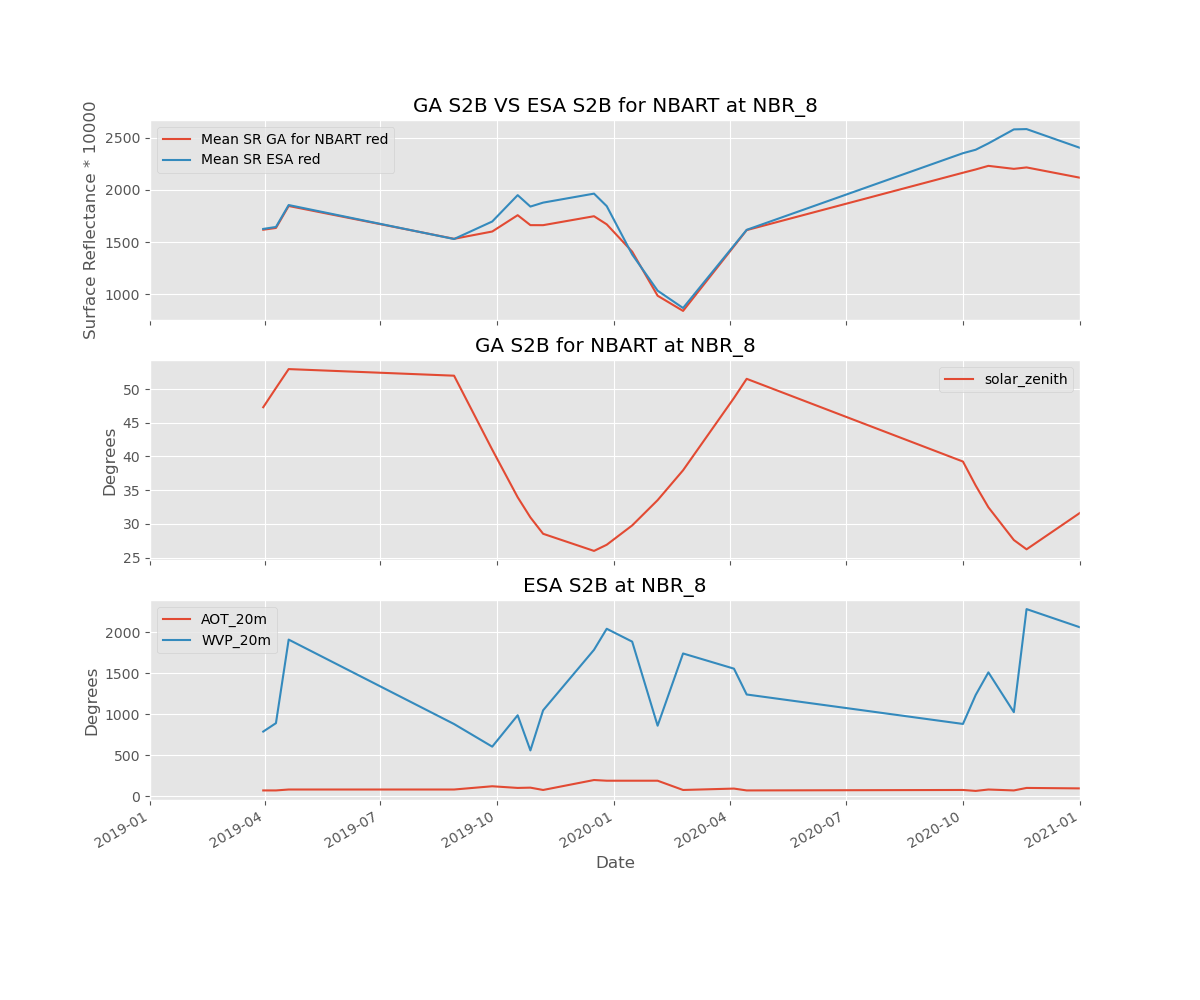 GA S2B VS ESA S2B for NBART at NBR_8
Surface Reflectance * 10000
2500
2000
1500
1000
Mean SR GA for NBART red
Mean SR ESA red
GA S2B for NBART at NBR_8
Degrees
50
45
40
35
30
25
solar_zenith
ESA S2B at NBR_8
Degrees
2000
1500
1000
500
0
AOT_20m
WVP_20m
2019-01
2019-04
2019-07
2019-10
2020-01
2020-04
2020-07
2020-10
2021-01
Date